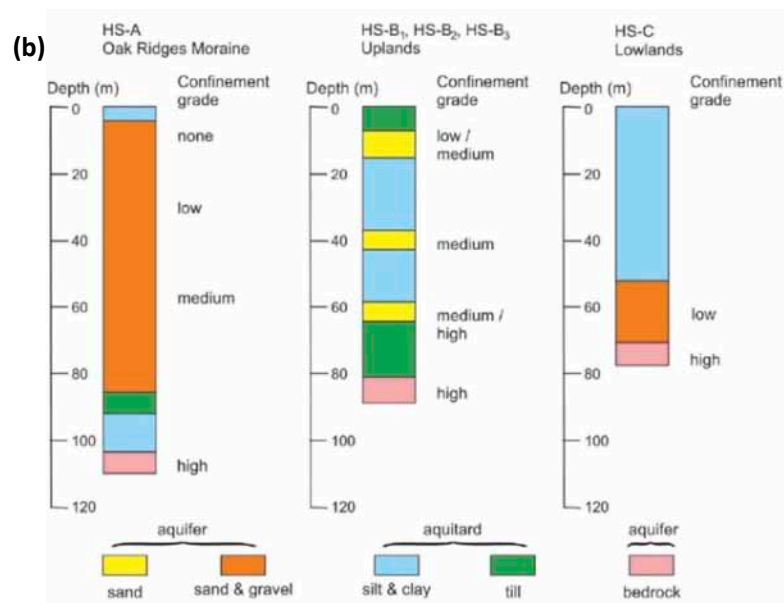 (b)
HS-A
Oak Ridges Moraine
Depth (m)
Confinement
grade
0
20
40
60
80
100
120
none
low
medium
high
HS-B1, HS-B2, HS-B3
Uplands
Depth (m)
Confinement
grade
0
20
40
60
80
100
120
low /
medium
medium
medium /
high
high
HS-C
Lowlands
Depth (m)
Confinement
grade
0
20
40
60
80
100
120
low
high
aquifer
sand
sand & gravel
aquitard
silt & clay
till
aquifer
bedrock